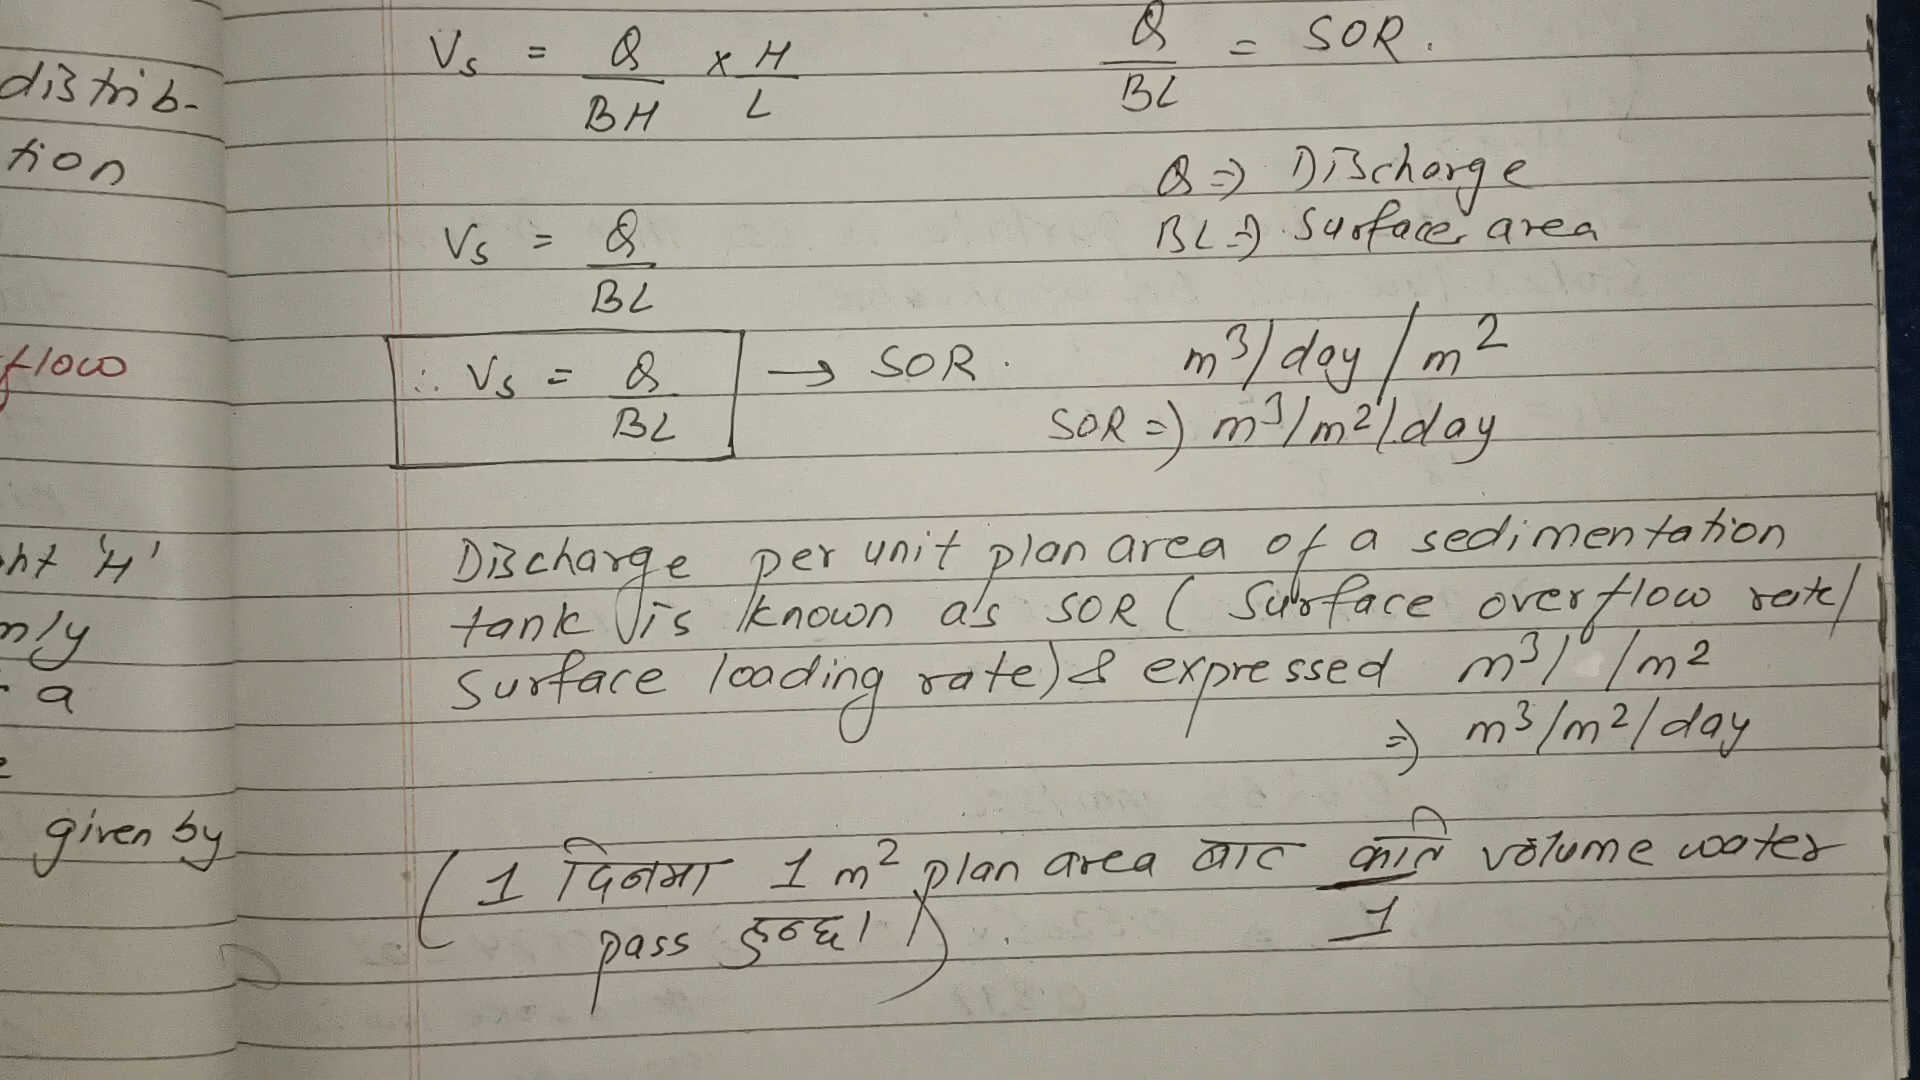 distrib-
tion
flow
ht 'H'
nly
a
given by
Vs = Q/BH × H/L
Q/BL = SOR.
Q => Discharge
BL => Surface area
Vs = Q/BL
∴ Vs = Q/BL → SOR.
m³/day/m²
SOR => m³/m²/day
Discharge per unit plan area of a sedimentation
tank is known as SOR ( Surface overflow rate/
Surface loading rate) & expressed m³/ /m²
=> m³/m²/day
(1 दिनमा 1 m² plan area बाट कति volume water
pass हुन्छ।)
1